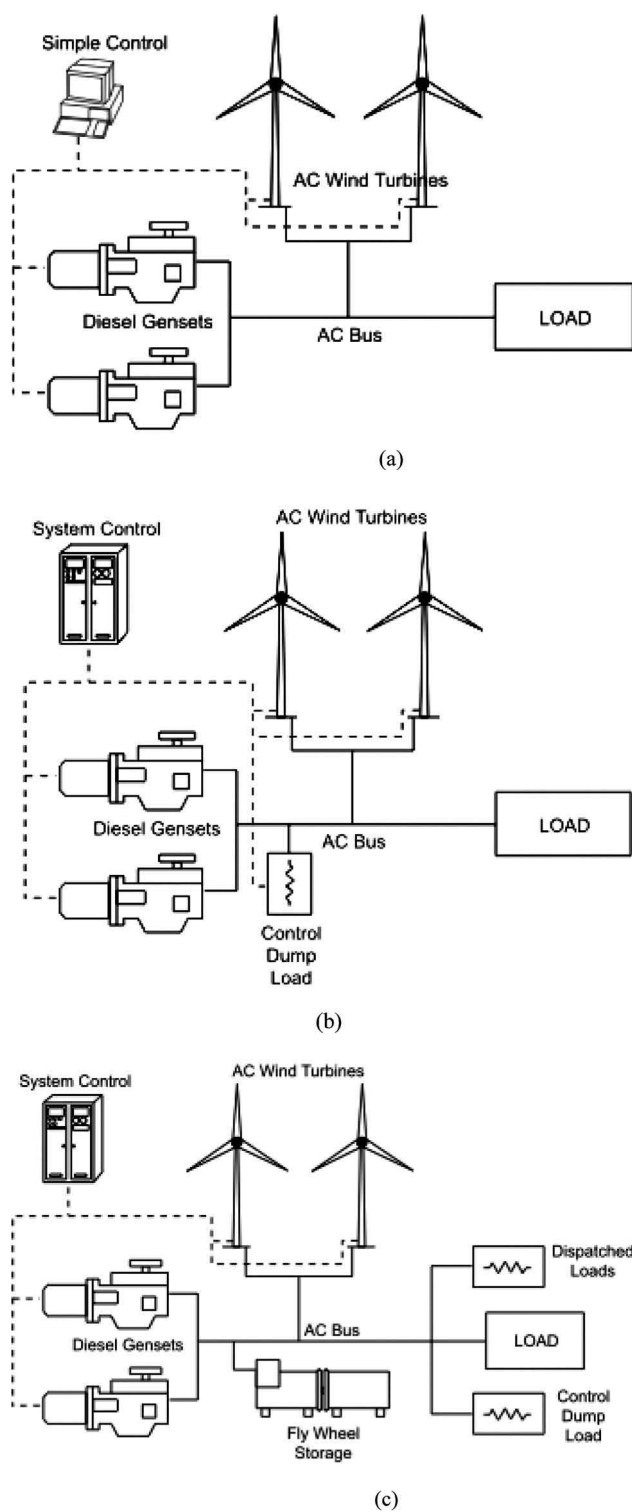 Simple Control
AC Wind Turbines
Diesel Gensets
AC Bus
LOAD
(a)
System Control
AC Wind Turbines
Diesel Gensets
AC Bus
LOAD
Control
Dump
Load
(b)
System Control
AC Wind Turbines
Dispatched
Loads
AC Bus
Diesel Gensets
LOAD
Fly Wheel
Storage
Control
Dump
Load
(c)